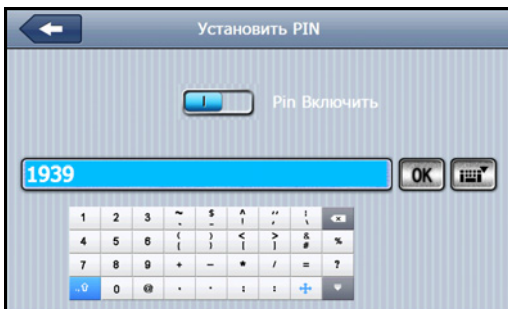 Установить PIN
Pin Включить
1939
OK
1 2 3 ~ $ ^ " !
4 5 6 ( ) < > & %
7 8 9 + - * / = ?
0 @ . · : :